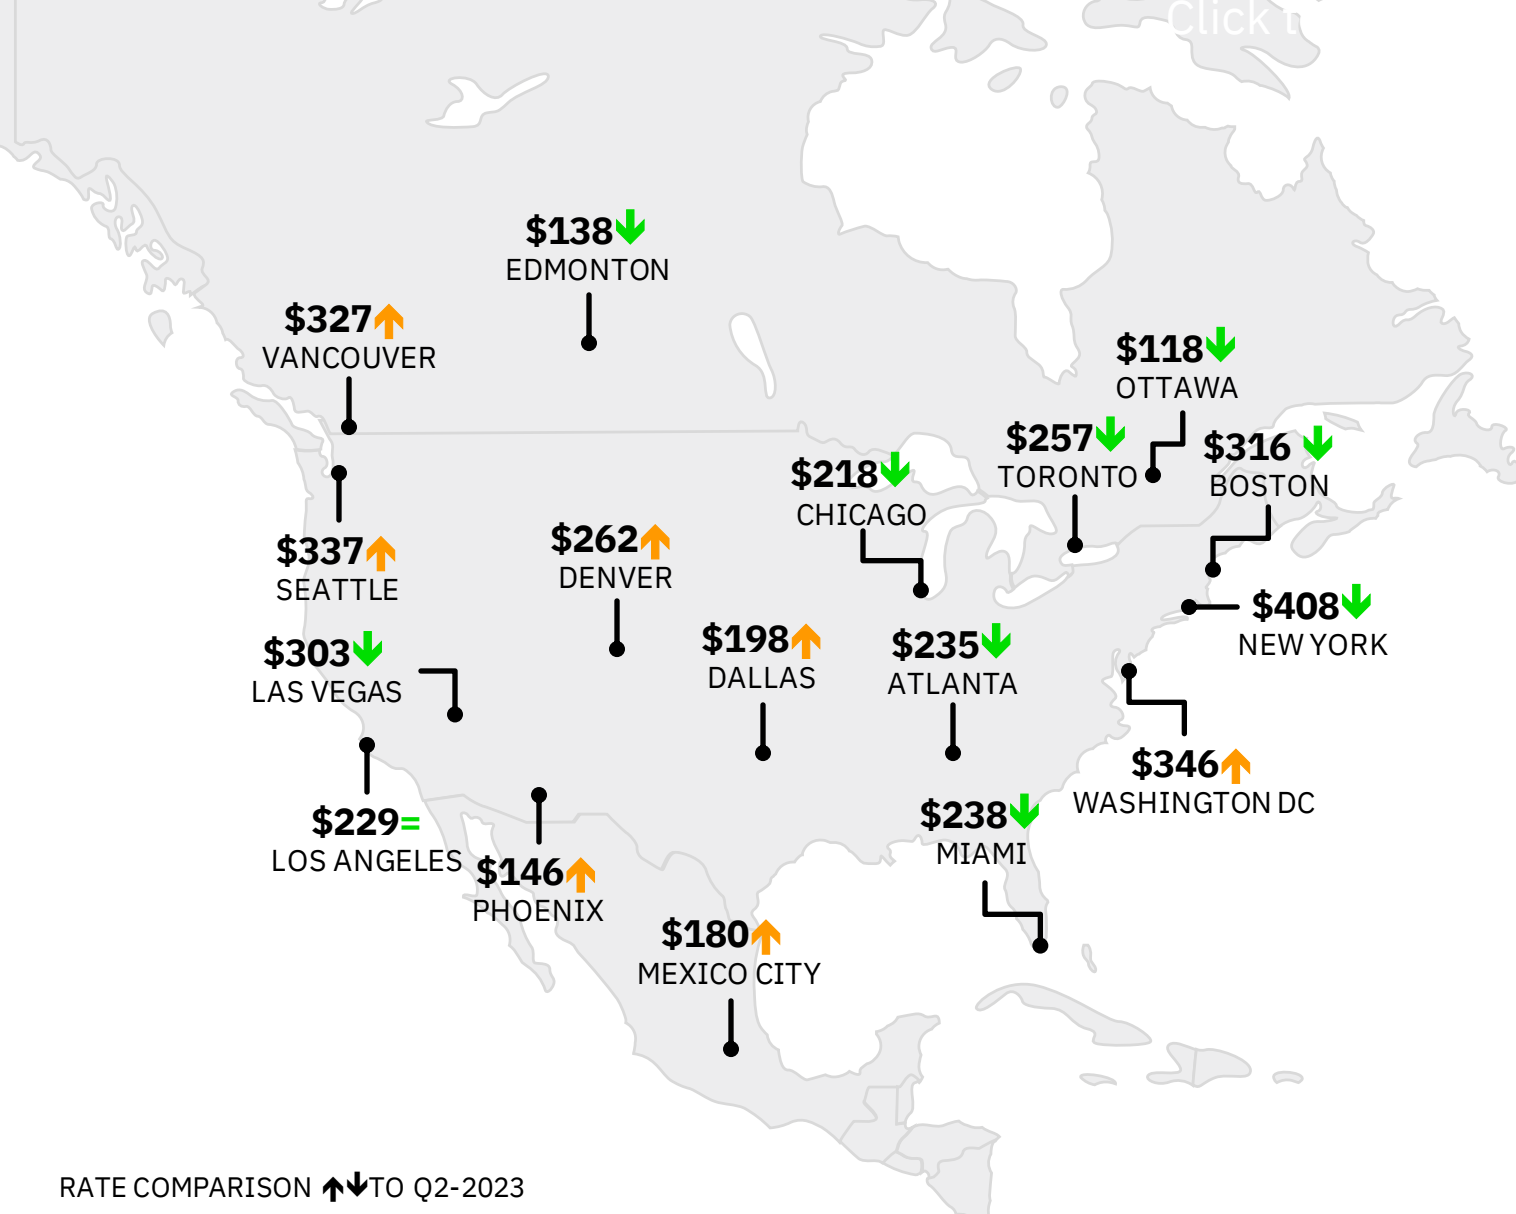 Click t
$138↓
EDMONTON
$327↑
VANCOUVER
$118↓
OTTAWA
$257↓
TORONTO
$316 ↓
BOSTON
$218↓
CHICAGO
$337↑
SEATTLE
$262↑
DENVER
$408↓
NEW YORK
$303↓
LAS VEGAS
$198↑
DALLAS
$235↓
ATLANTA
$346↑
WASHINGTON DC
$229=
LOS ANGELES
$238↓
MIAMI
$146↑
PHOENIX
$180↑
MEXICO CITY
RATE COMPARISON ↑↓TO Q2-2023